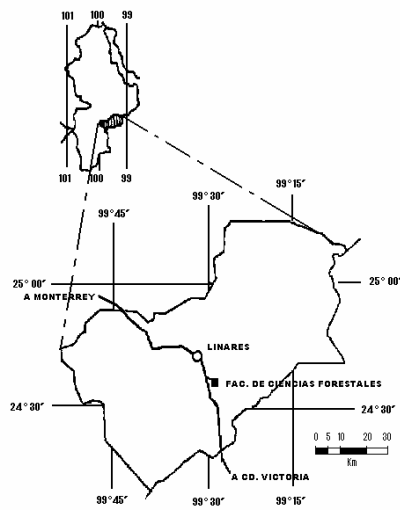 101 100 99
101 100 99
99°15'
99°30'
99°45'
25° 00'
25° 00'
A MONTERREY
LINARES
FAC. DE CIENCIAS FORESTALES
24°30'
24°30'
0 5 10 20 30
Km
A CD. VICTORIA
99°45'
99°30'
99°15'